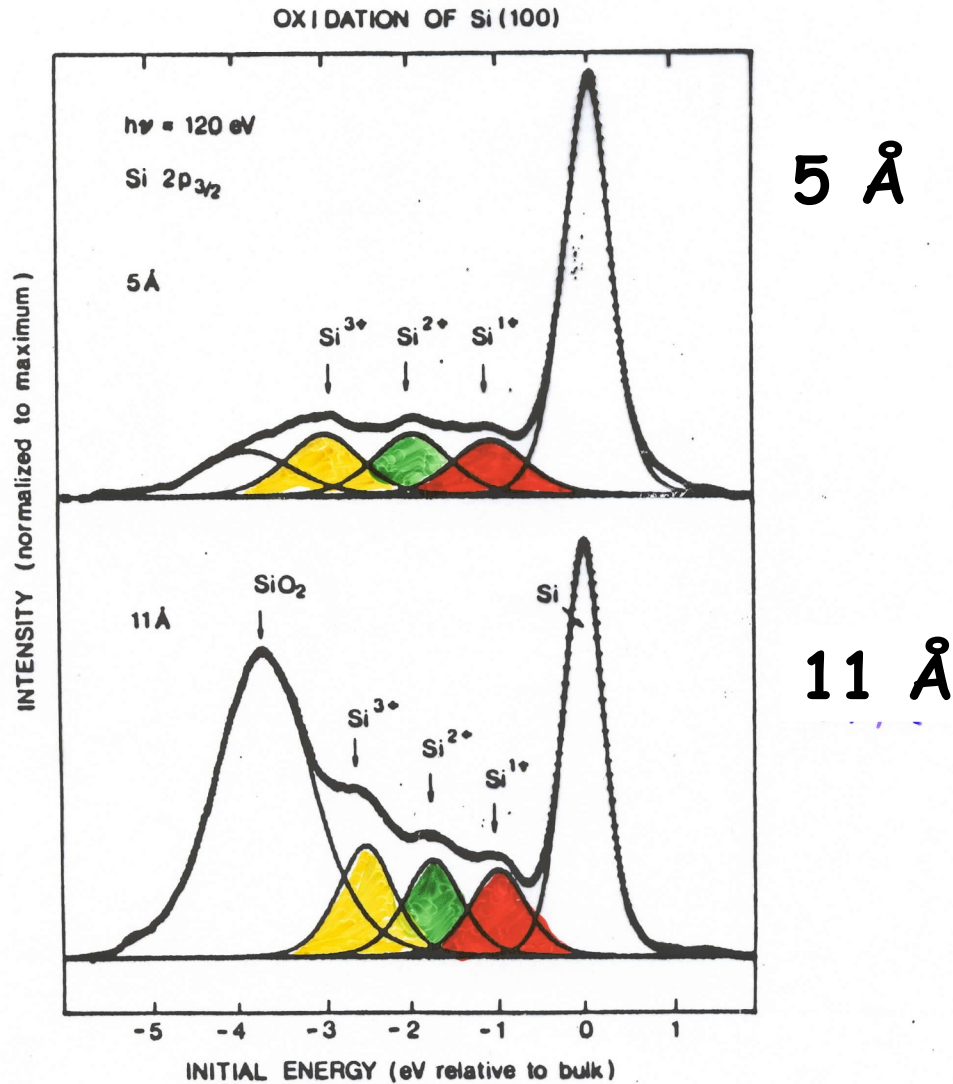 OXIDATION OF Si(100)
hν = 120 eV
Si 2p3/2
5Å
Si3+
Si2+
Si1+
5 Å
INTENSITY (normalized to maximum)
11Å
SiO2
Si3+
Si2+
Si1+
Si
11 Å
-5 -4 -3 -2 -1 0 1
INITIAL ENERGY (eV relative to bulk)